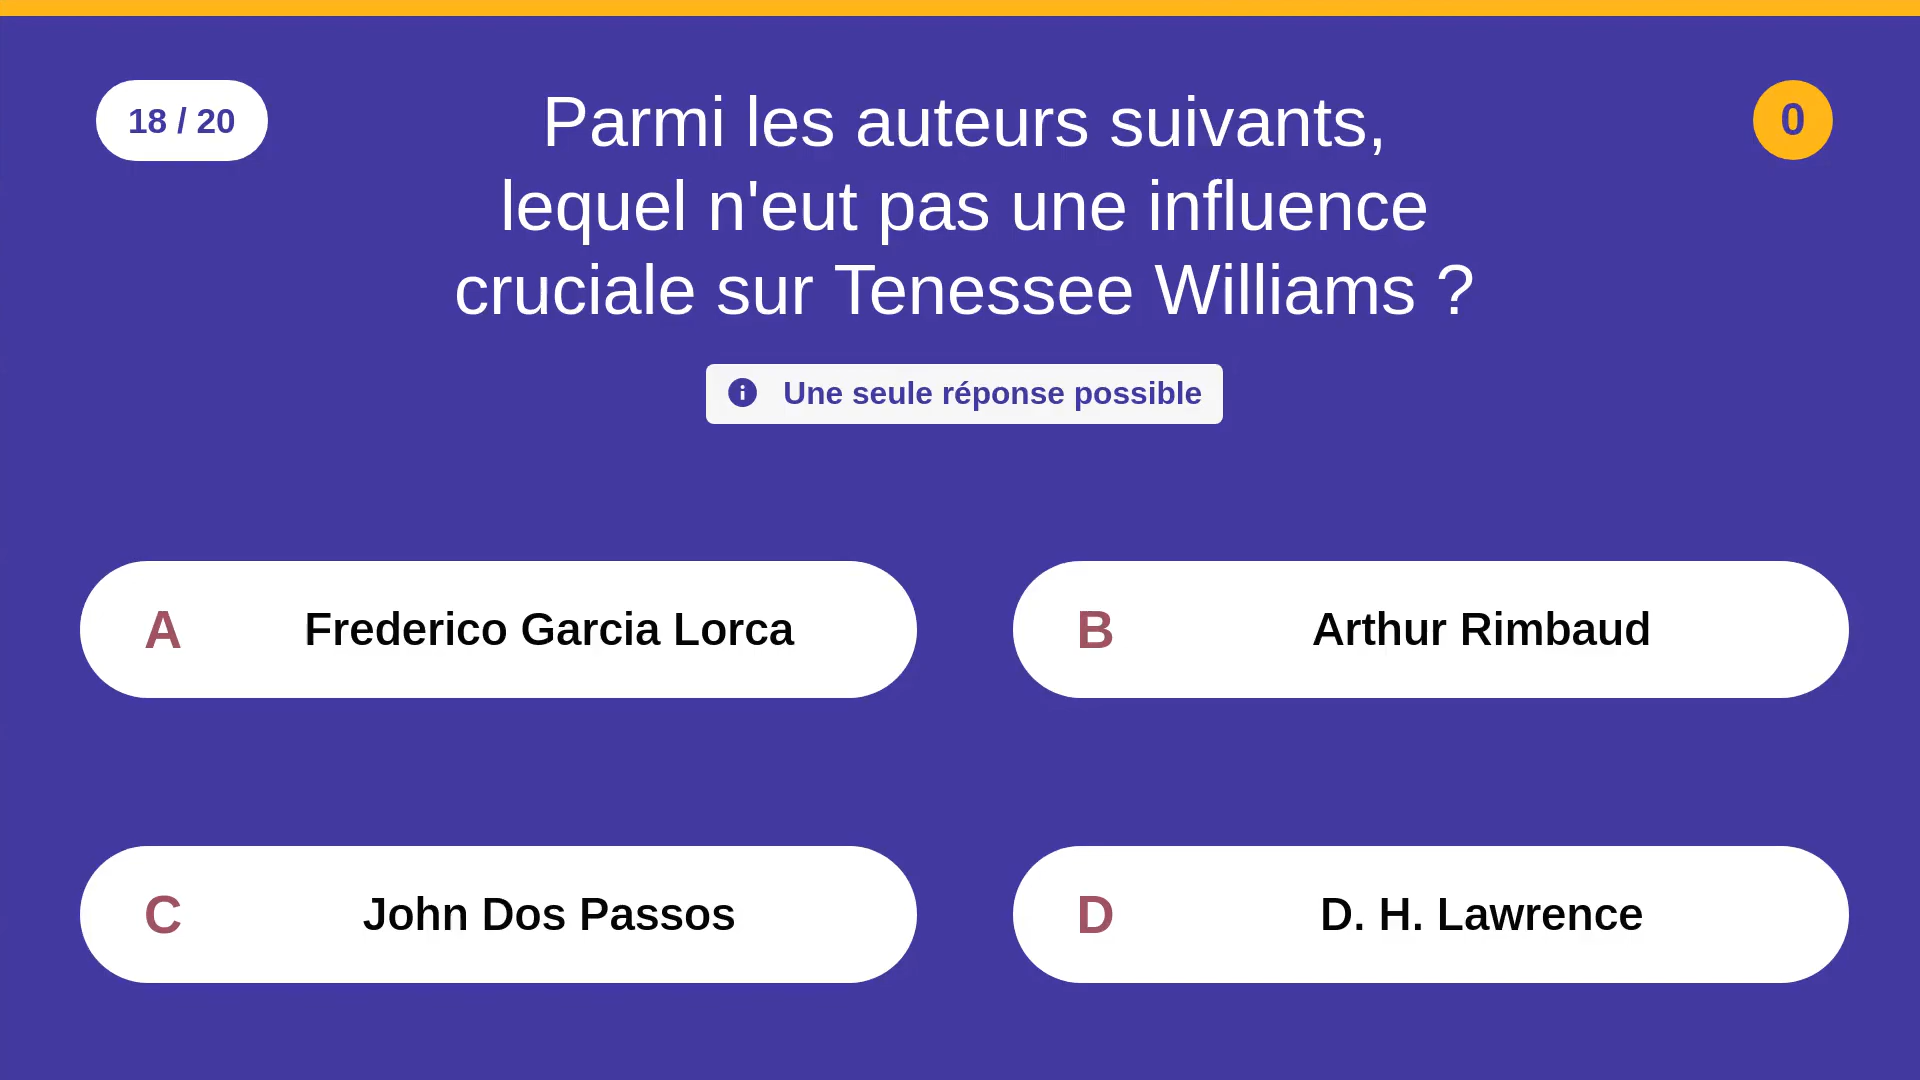 18 / 20
Parmi les auteurs suivants,
lequel n'eut pas une influence
cruciale sur Tenessee Williams ?
0
Une seule réponse possible
A Frederico Garcia Lorca
B Arthur Rimbaud
C John Dos Passos
D D. H. Lawrence